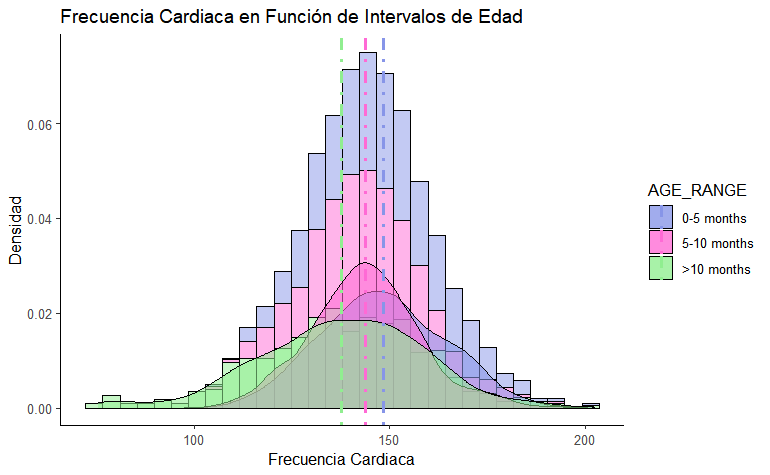 Frecuencia Cardiaca en Función de Intervalos de Edad
Densidad
0.06
0.04
0.02
0.00
100
150
200
Frecuencia Cardiaca
AGE_RANGE
0-5 months
5-10 months
>10 months